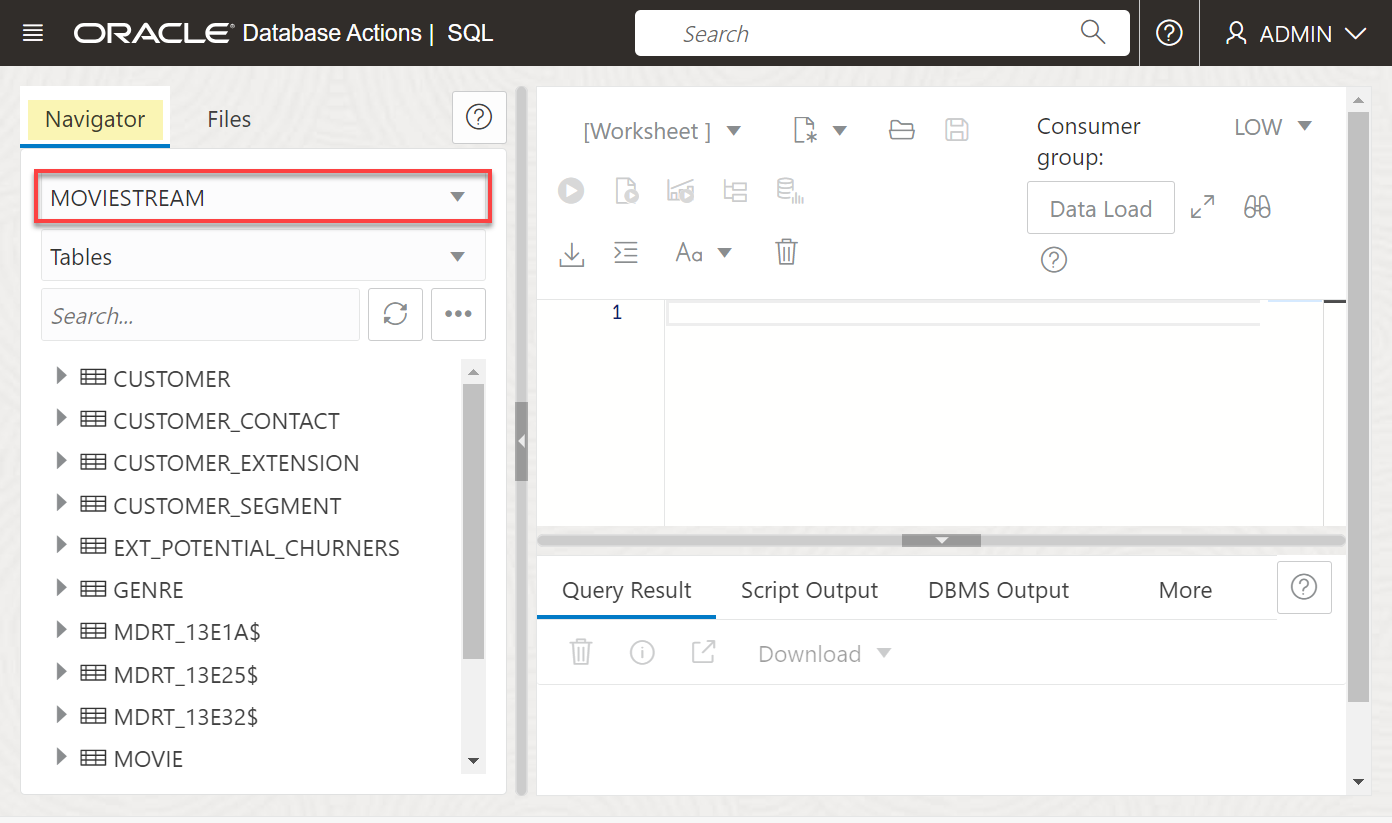 ORACLE® Database Actions | SQL
Search
ADMIN
Navigator
Files
MOVIESTREAM
Tables
Search...
CUSTOMER
CUSTOMER_CONTACT
CUSTOMER_EXTENSION
CUSTOMER_SEGMENT
EXT_POTENTIAL_CHURNERS
GENRE
MDRT_13E1A$
MDRT_13E25$
MDRT_13E32$
MOVIE
[Worksheet ]
Consumer
group:
LOW
Data Load
Aa
1
Query Result
Script Output
DBMS Output
More
Download